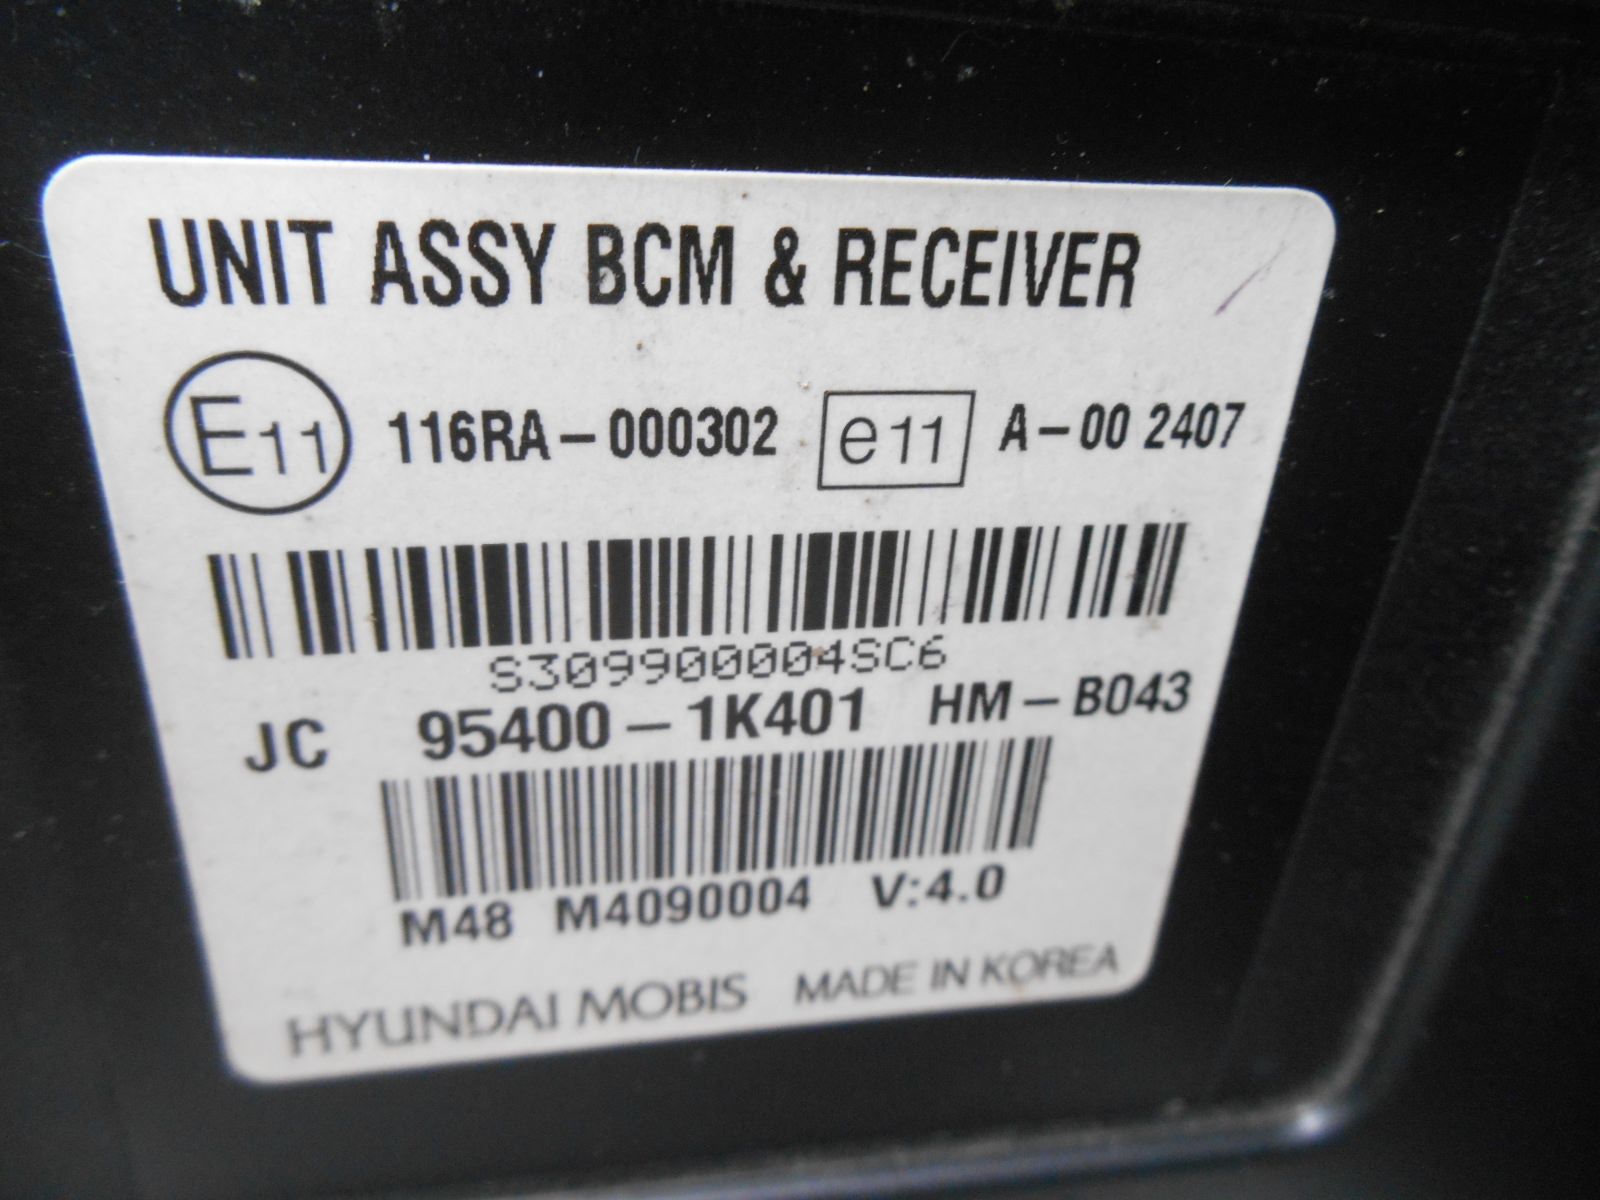 UNIT ASSY BCM & RECEIVER
E11 116RA-000302 e11 A-00 2407
S309900004SC6
JC 95400-1K401 HM-B043
M48 M4090004 V:4.0
HYUNDAI MOBIS MADE IN KOREA